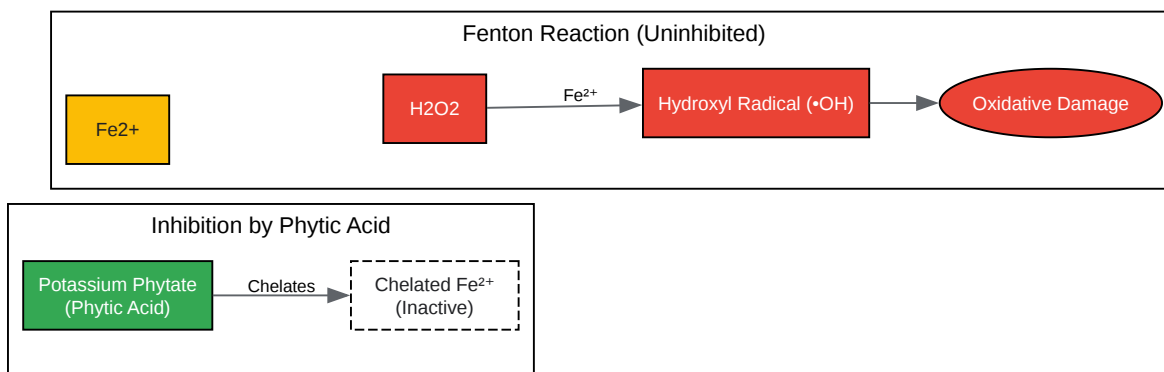 Fenton Reaction (Uninhibited)
Fe2+
H2O2
Fe²⁺
Hydroxyl Radical (•OH)
Oxidative Damage
Inhibition by Phytic Acid
Potassium Phytate
(Phytic Acid)
Chelates
Chelated Fe²⁺
(Inactive)